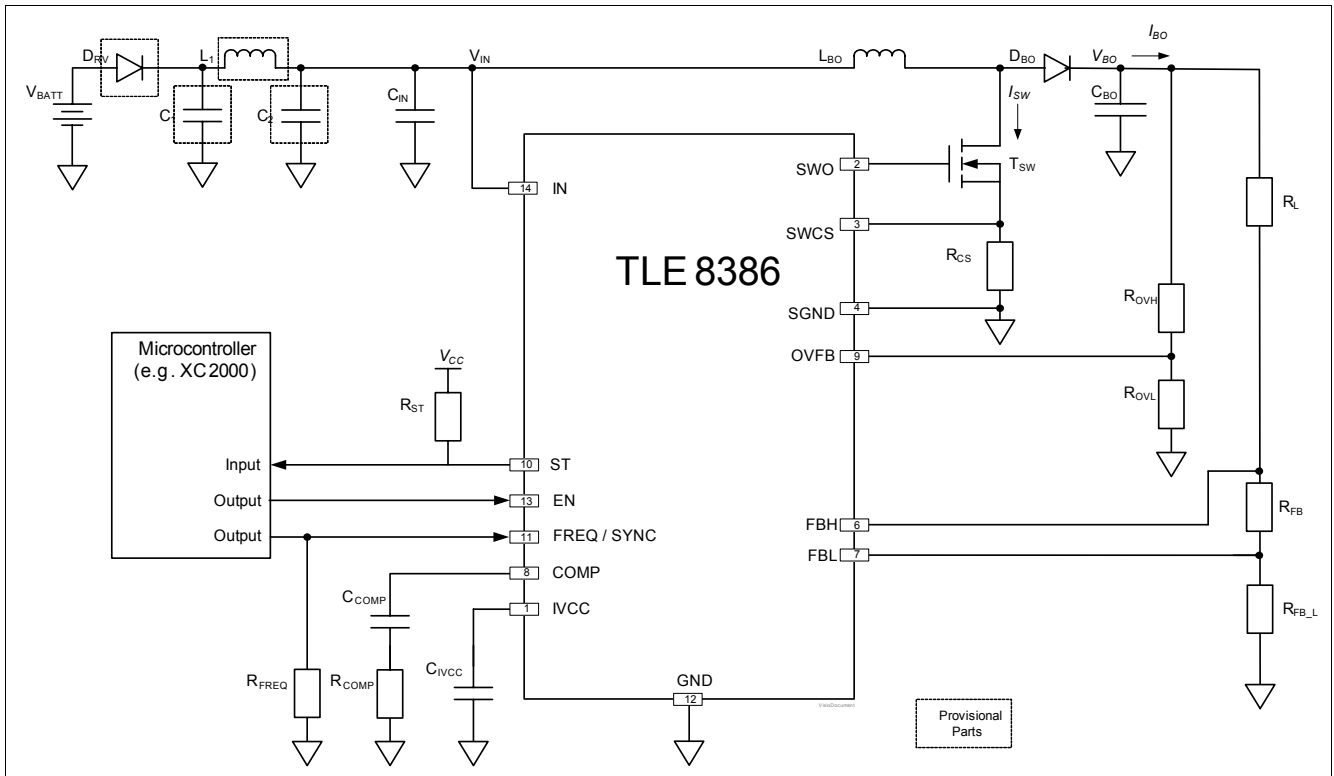 DRV
L1
VIN
LBO
DBO
VBO
IBO
VBATT
C1
C2
CIN
ISW
CBO
SWO
2
TSW
14
IN
SWCS
3
RL
TLE 8386
RCS
SGND
4
ROVH
Microcontroller
(e.g. XC2000)
VCC
OVFB
9
RST
ROVL
Input
10
ST
Output
13
EN
FBH
6
RFB
Output
11
FREQ / SYNC
FBL
7
8
COMP
CCOMP
1
IVCC
RFB_L
RFREQ
RCOMP
CIVCC
GND
12
Provisional
Parts